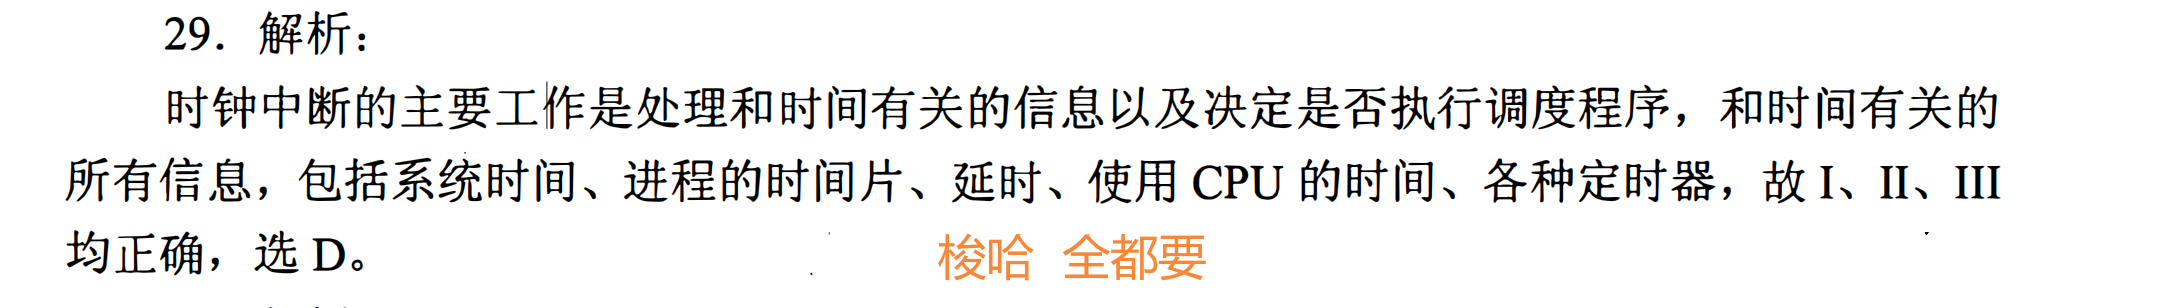 29. 解析：
时钟中断的主要工作是处理和时间有关的信息以及决定是否执行调度程序，和时间有关的
所有信息，包括系统时间、进程的时间片、延时、使用 CPU 的时间、各种定时器，故 I、II、III
均正确，选 D。
梭哈 全都要